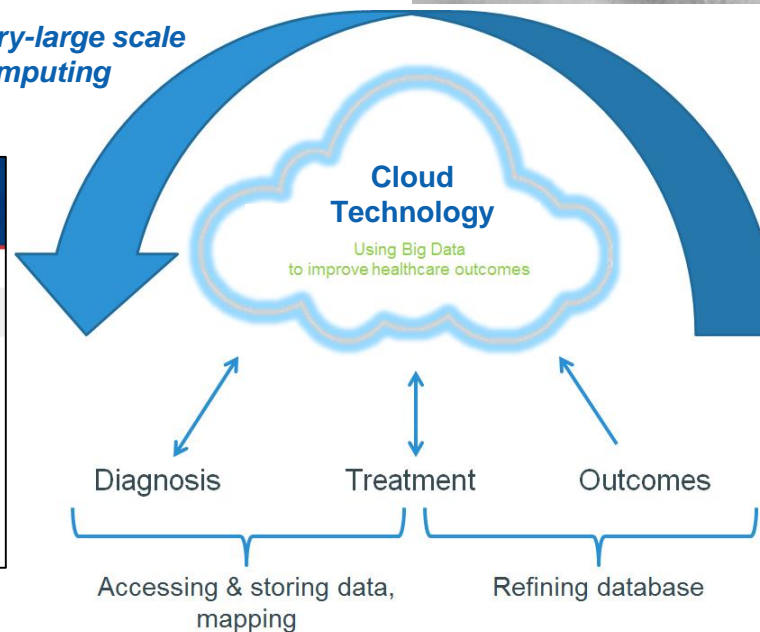 ry-large scale
mputing
Cloud
Technology
Using Big Data
to improve healthcare outcomes
Diagnosis Treatment Outcomes
Accessing & storing data,
mapping
Refining database